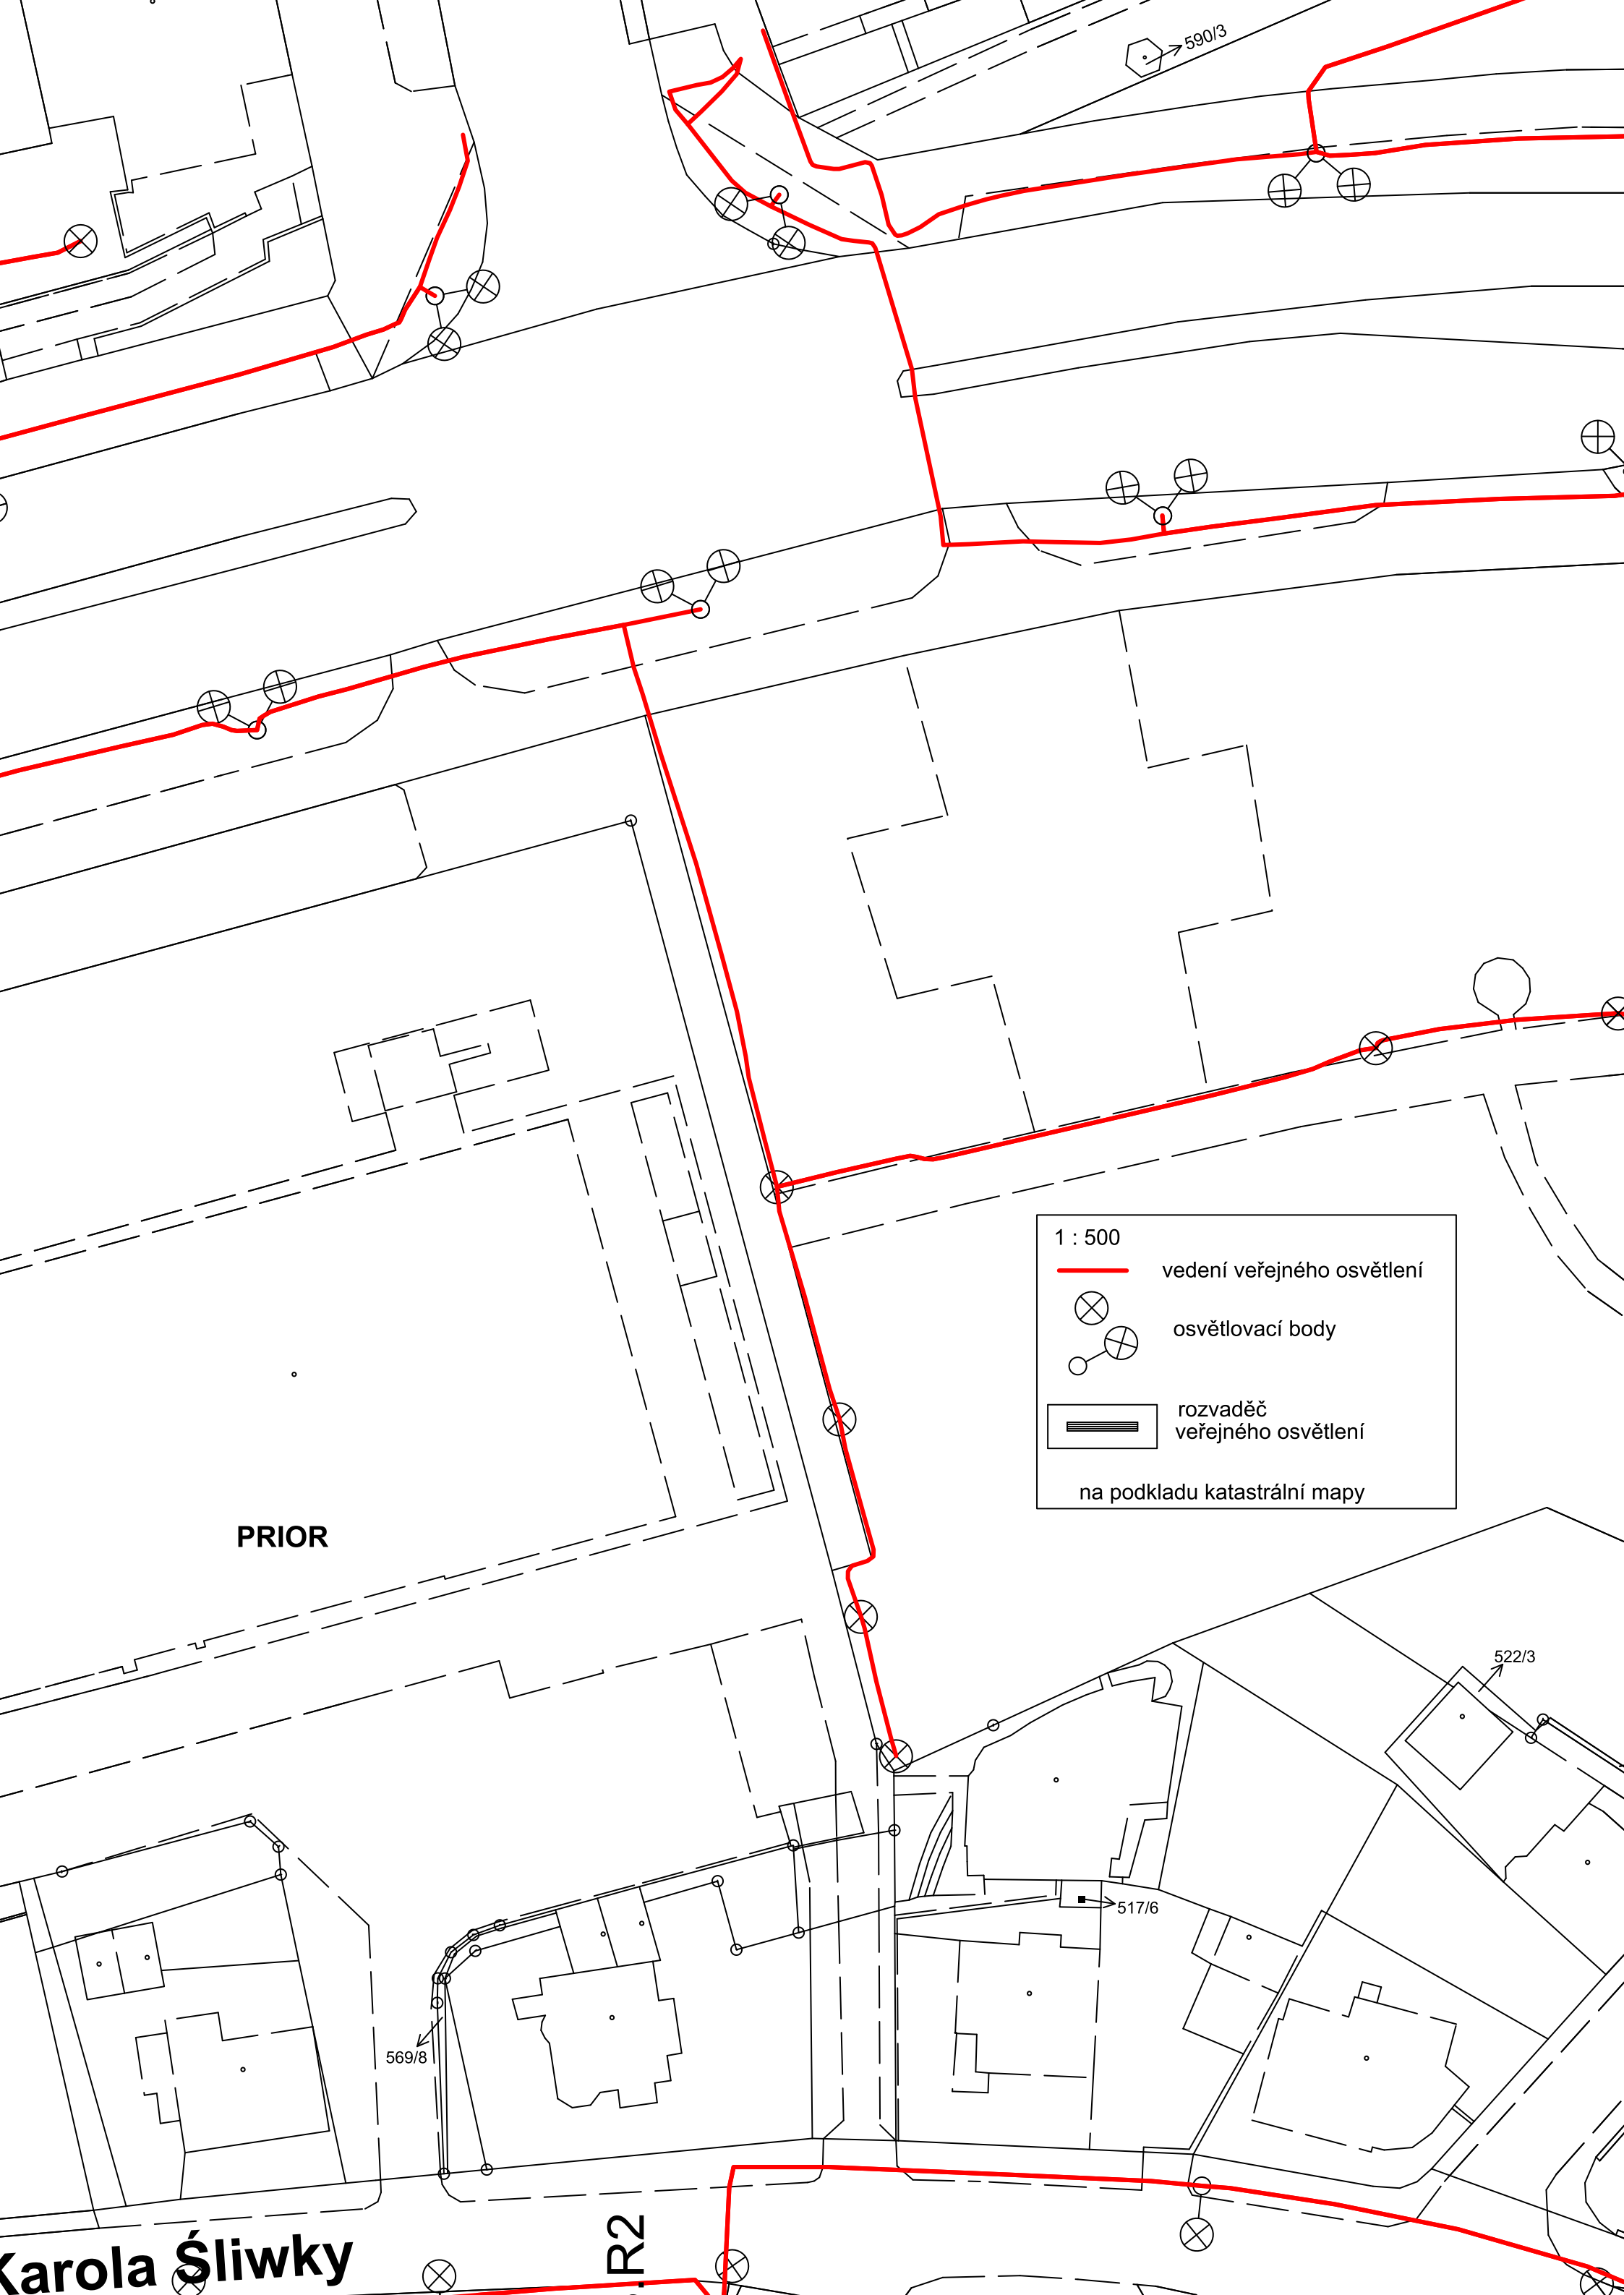 590/3
1 : 500
vedení veřejného osvětlení
osvětlovací body
rozvaděč
veřejného osvětlení
na podkladu katastrální mapy
PRIOR
522/3
517/6
569/8
Karola Śliwky
.R2